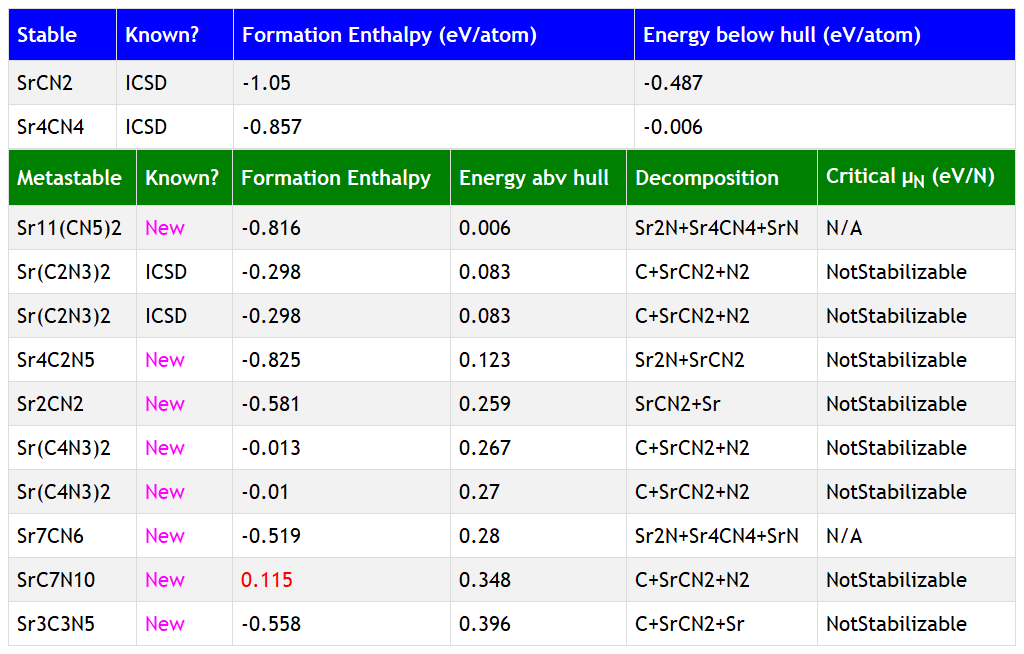 Stable Known? Formation Enthalpy (eV/atom) Energy below hull (eV/atom)
SrCN2 ICSD -1.05 -0.487
Sr4CN4 ICSD -0.857 -0.006
Metastable Known? Formation Enthalpy Energy abv hull Decomposition Critical μN (eV/N)
Sr11(CN5)2 New -0.816 0.006 Sr2N+Sr4CN4+SrN N/A
Sr(C2N3)2 ICSD -0.298 0.083 C+SrCN2+N2 NotStabilizable
Sr(C2N3)2 ICSD -0.298 0.083 C+SrCN2+N2 NotStabilizable
Sr4C2N5 New -0.825 0.123 Sr2N+SrCN2 NotStabilizable
Sr2CN2 New -0.581 0.259 SrCN2+Sr NotStabilizable
Sr(C4N3)2 New -0.013 0.267 C+SrCN2+N2 NotStabilizable
Sr(C4N3)2 New -0.01 0.27 C+SrCN2+N2 NotStabilizable
Sr7CN6 New -0.519 0.28 Sr2N+Sr4CN4+SrN N/A
SrC7N10 New 0.115 0.348 C+SrCN2+N2 NotStabilizable
Sr3C3N5 New -0.558 0.396 C+SrCN2+Sr NotStabilizable